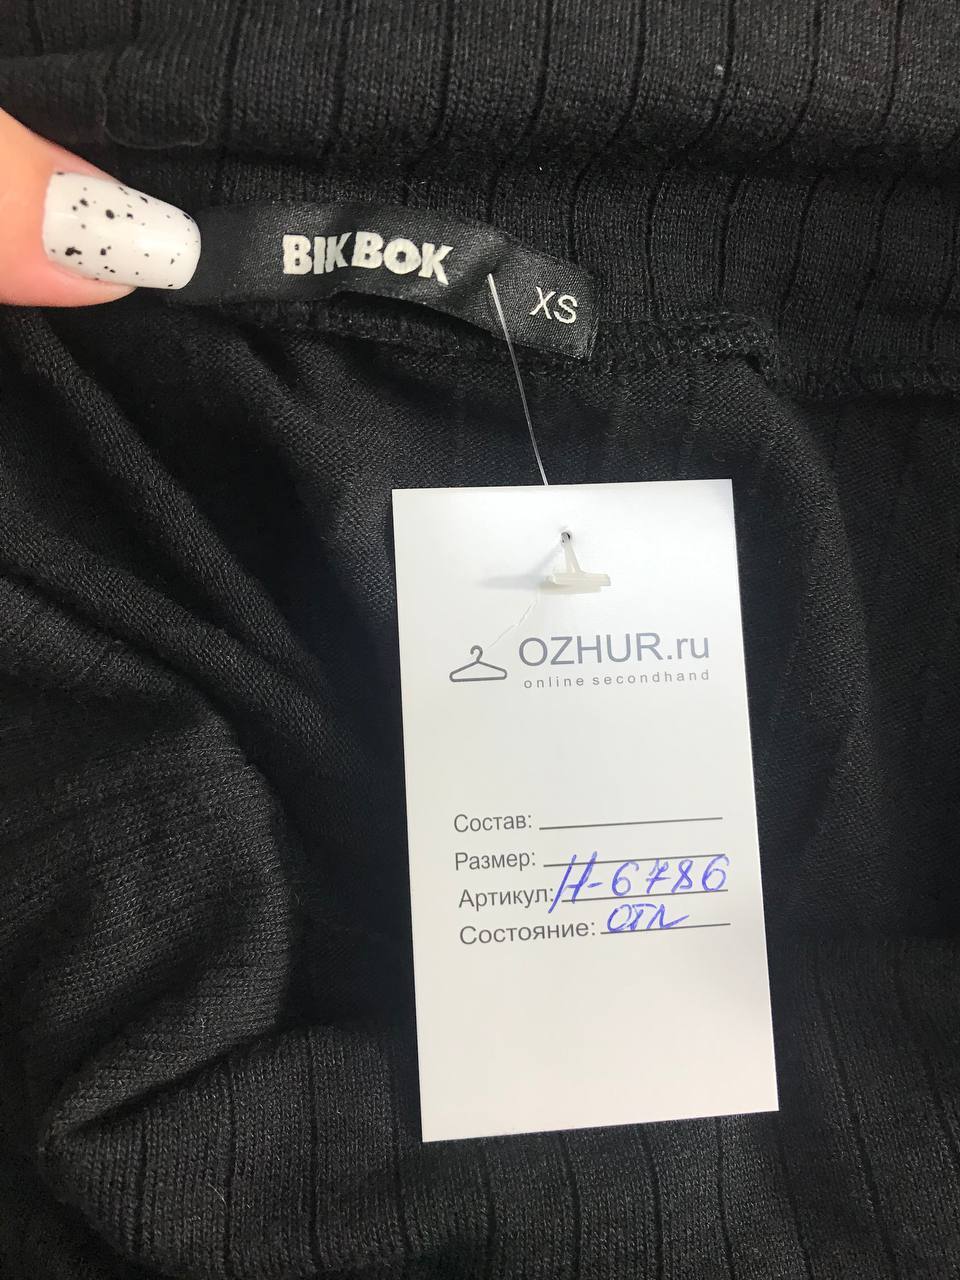 BIKBOK
XS
OZHUR.ru
online secondhand
Состав:
Размер:
Артикул: Н-6786
Состояние: отл